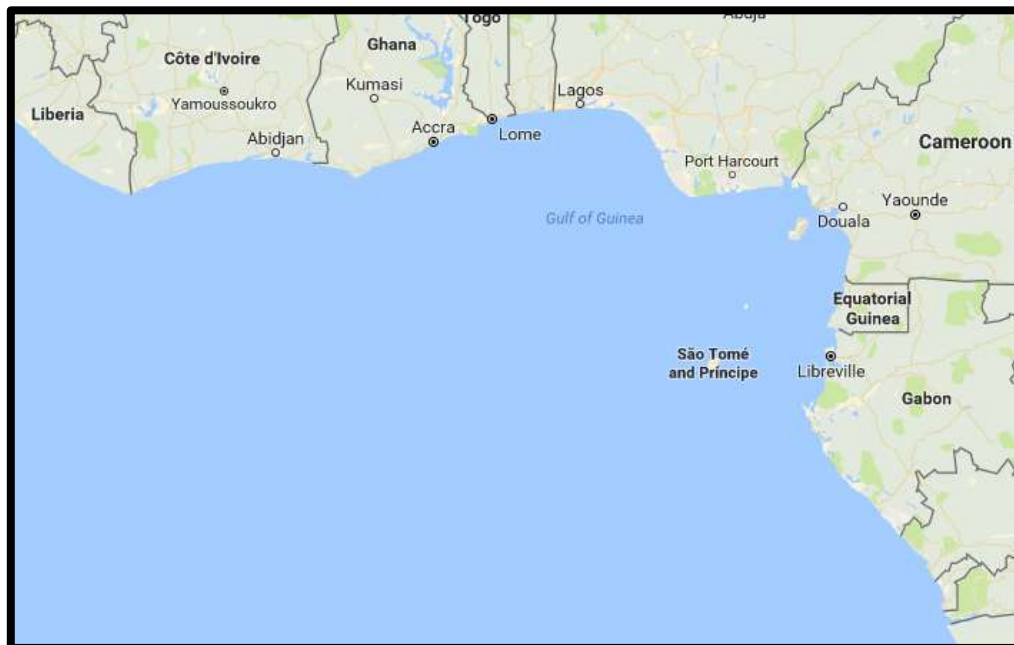 Togo
Abuja
Ghana
Côte d'Ivoire
Kumasi
Lagos
Yamoussoukro
Liberia
Accra
Lome
Abidjan
Cameroon
Port Harcourt
Yaounde
Gulf of Guinea
Douala
Equatorial
Guinea
São Tomé
and Príncipe
Libreville
Gabon